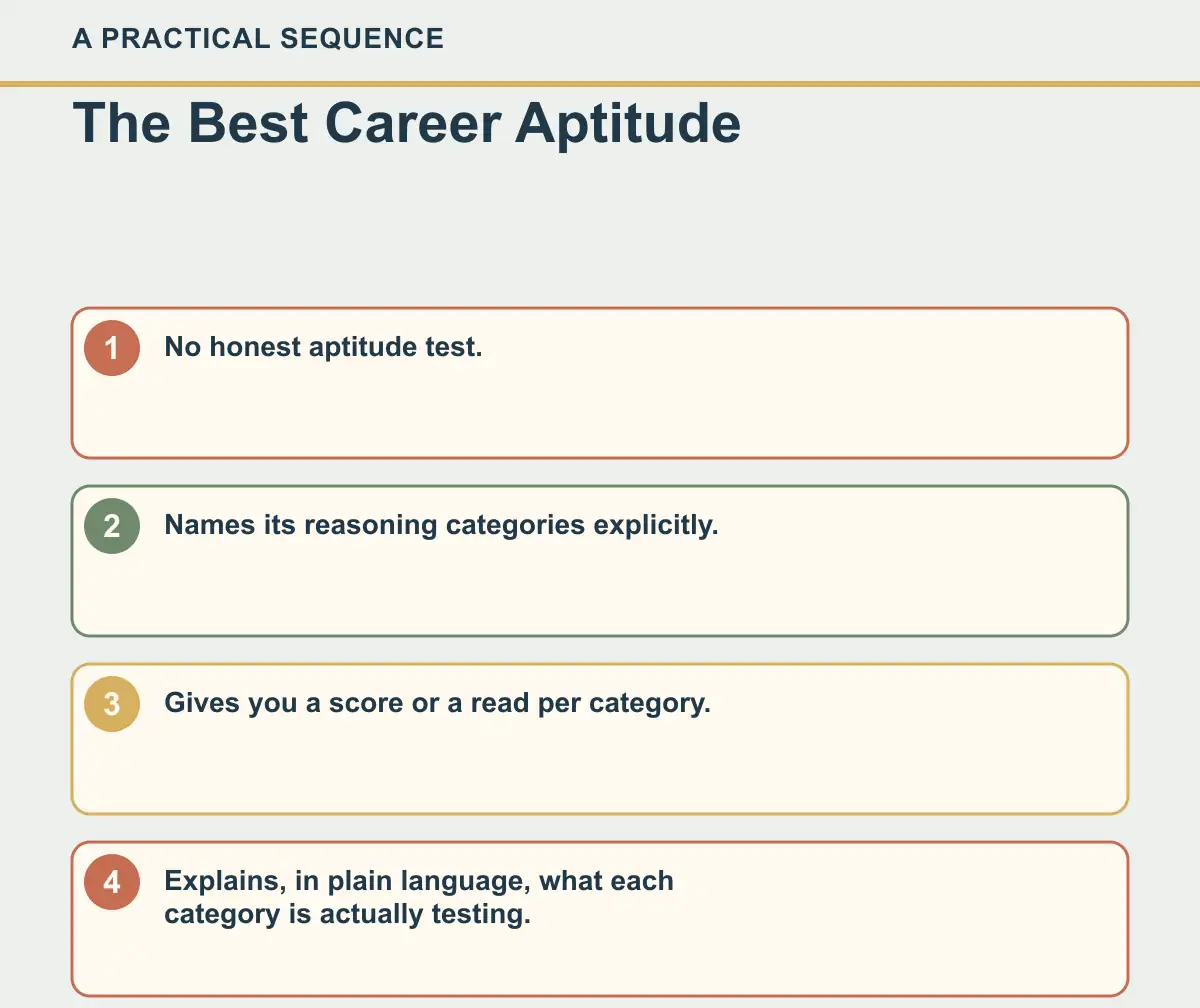 A PRACTICAL SEQUENCE
The Best Career Aptitude
1
No honest aptitude test.
2
Names its reasoning categories explicitly.
3
Gives you a score or a read per category.
4
Explains, in plain language, what each
category is actually testing.